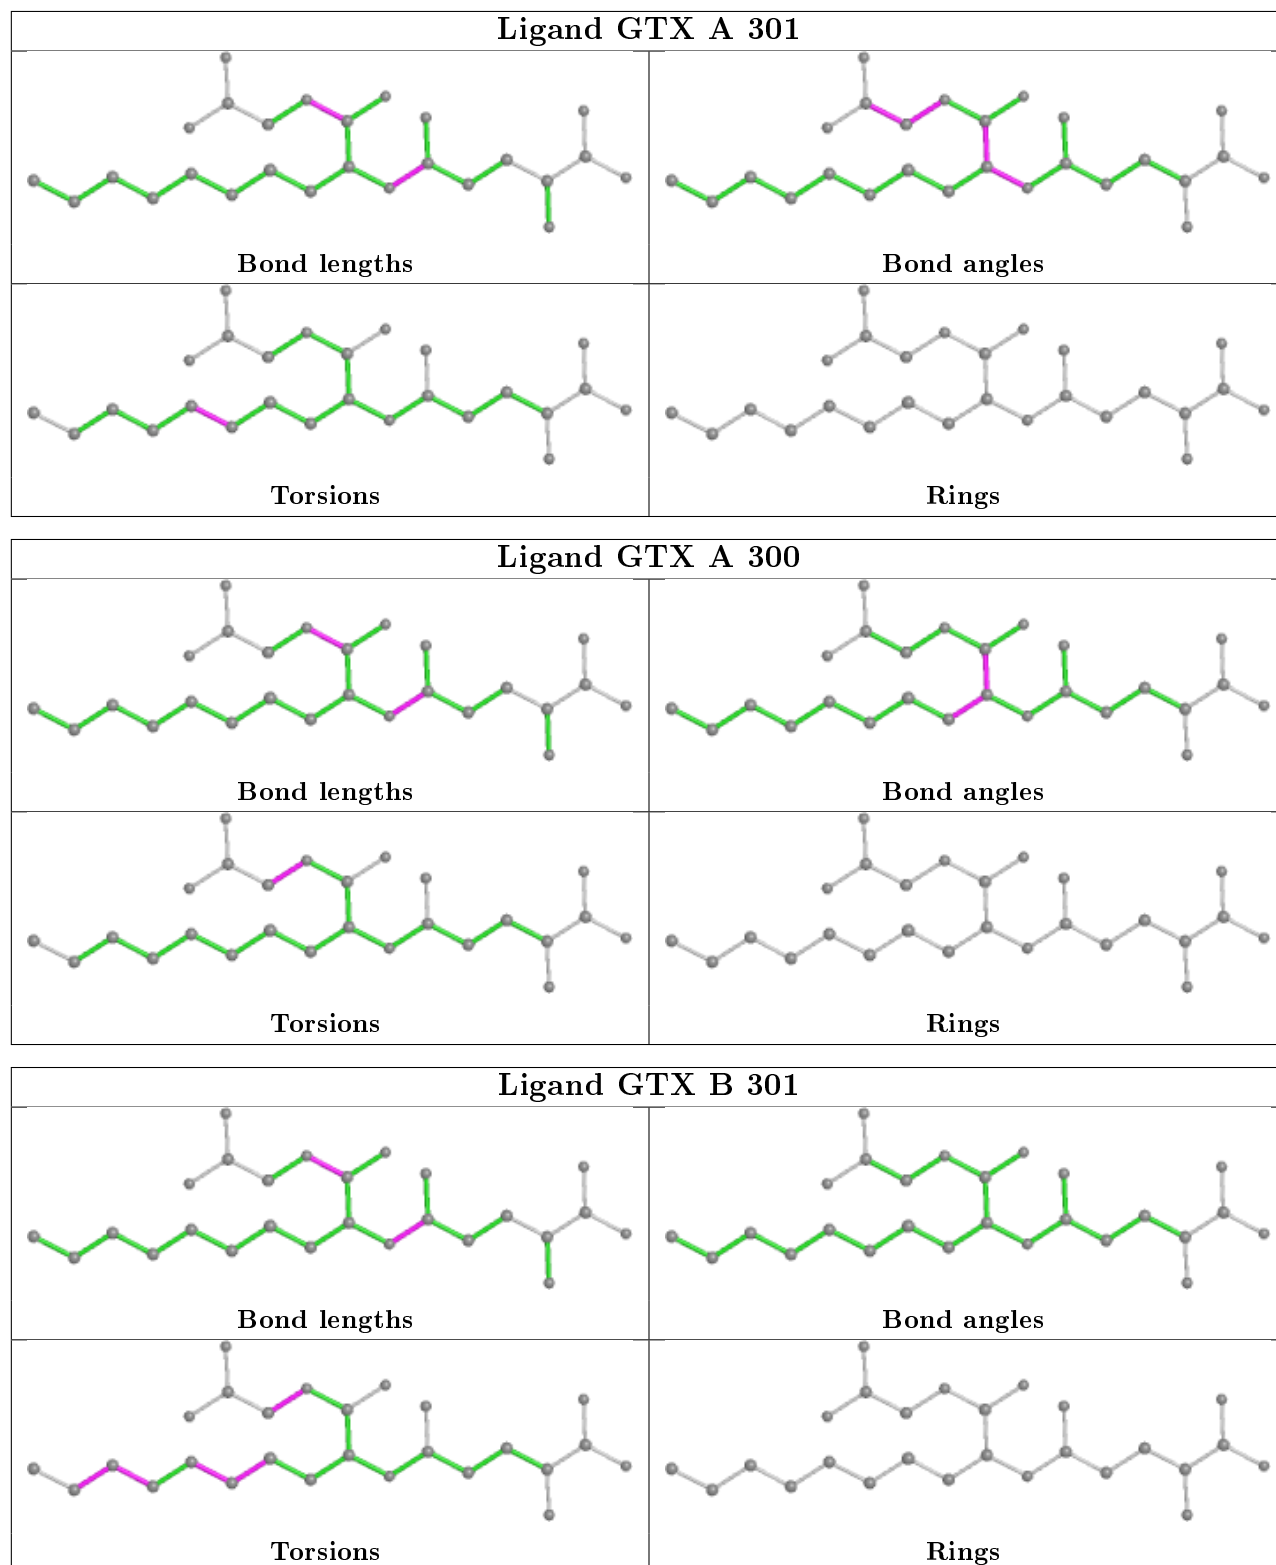 Ligand GTX A 301
Bond lengths
Bond angles
Torsions
Rings
Ligand GTX A 300
Bond lengths
Bond angles
Torsions
Rings
Ligand GTX B 301
Bond lengths
Bond angles
Torsions
Rings